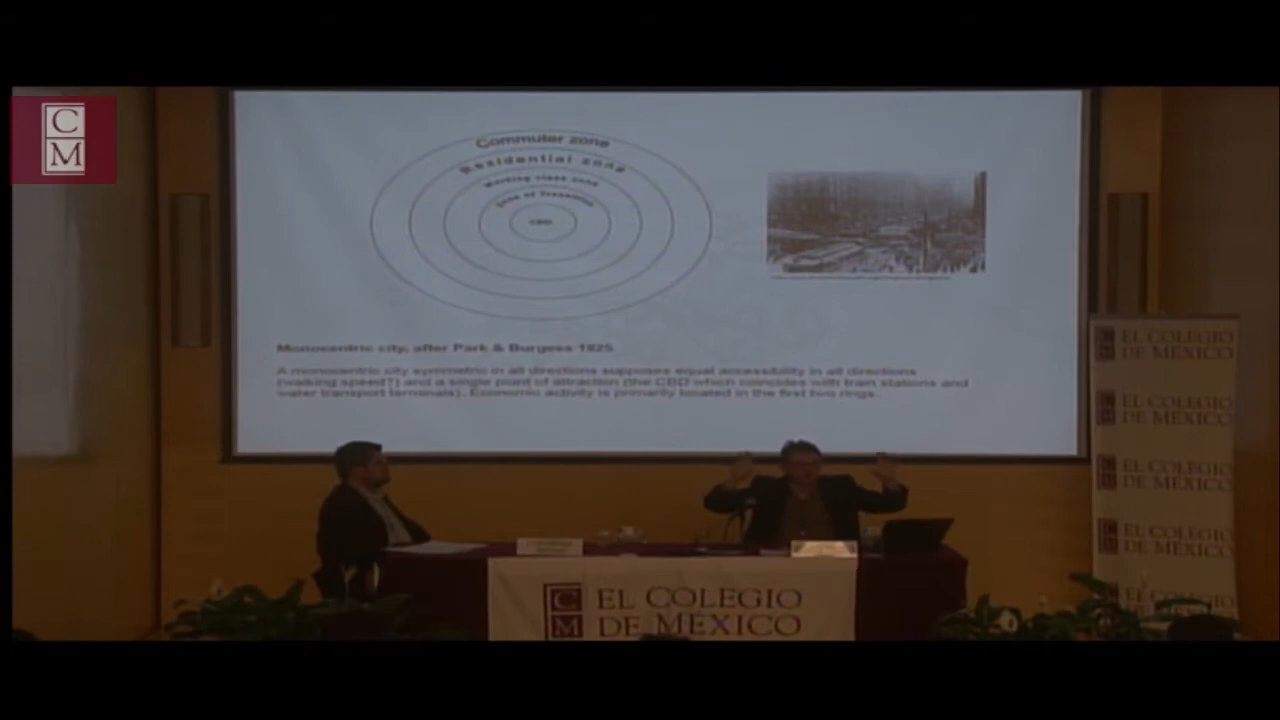 C
M
Commuter zone
Residential zone
Working class zone
Zone of Transition
CBD
Monocentric city, after Park & Burgess 1925
A monocentric city symmetric in all directions supposes equal accessibility in all directions
(walking speed?) and a single point of attraction (the CBD which coincides with train stations and
water transport terminals). Economic activity is primarily located in the first two rings.
EL COLEGIO
DE MÉXICO
EL COLEGIO
DE MÉXICO
EL COLEGIO
DE MÉXICO
EL COLEGIO
DE MÉXICO
EL COLEGIO
C
M
EL COLEGIO
DE MÉXICO